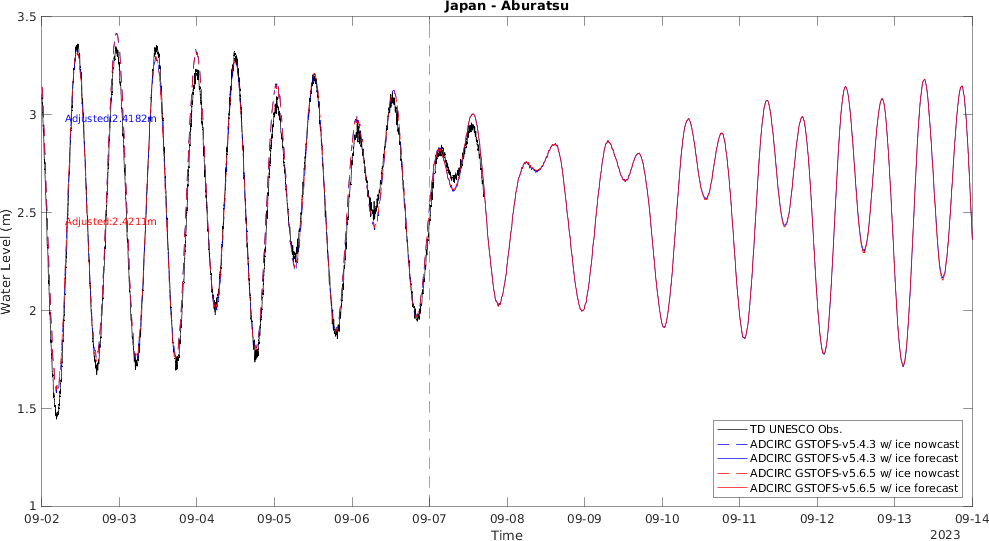 Japan - Aburatsu
3.5
3
2.5
2
1.5
1
Water Level (m)
Adjusted:2.4182m
Adjusted:2.4211m
TD UNESCO Obs.
ADCIRC GSTOFS-v5.4.3 w/ ice nowcast
ADCIRC GSTOFS-v5.4.3 w/ ice forecast
ADCIRC GSTOFS-v5.6.5 w/ ice nowcast
ADCIRC GSTOFS-v5.6.5 w/ ice forecast
09-02 09-03 09-04 09-05 09-06 09-07 09-08 09-09 09-10 09-11 09-12 09-13 09-14
Time
2023